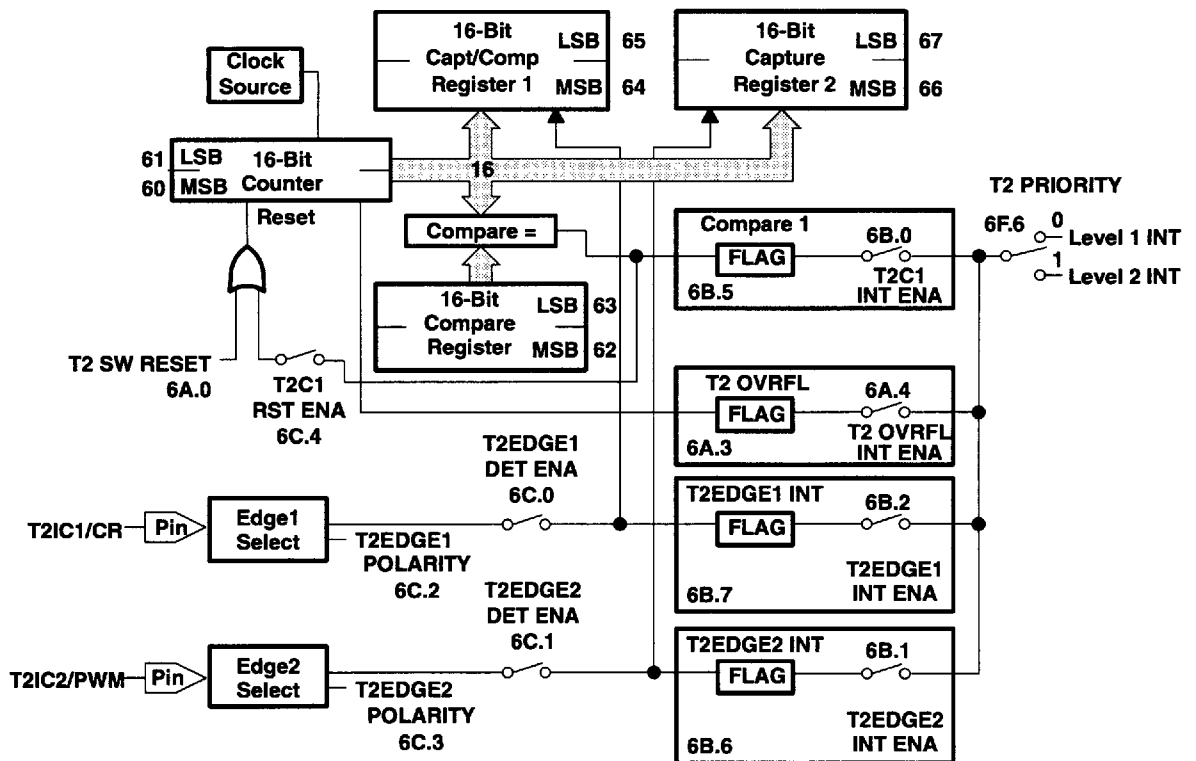 16-Bit
Capt/Comp
Register 1
LSB
MSB
65
64
16-Bit
Capture
Register 2
LSB
MSB
67
66
Clock
Source
61
60
LSB
MSB
16-Bit
Counter
16
Reset
Compare =
16-Bit
Compare
Register
LSB
MSB
63
62
T2 SW RESET
6A.0
T2C1
RST ENA
6C.4
Compare 1
FLAG
6B.5
6B.0
T2C1
INT ENA
T2 PRIORITY
6F.6
0
Level 1 INT
1
Level 2 INT
T2 OVRFL
FLAG
6A.3
6A.4
T2 OVRFL
INT ENA
T2EDGE1
DET ENA
6C.0
T2IC1/CR
Pin
Edge1
Select
T2EDGE1
POLARITY
6C.2
T2EDGE1 INT
FLAG
6B.7
6B.2
T2EDGE1
INT ENA
T2EDGE2
DET ENA
6C.1
T2IC2/PWM
Pin
Edge2
Select
T2EDGE2
POLARITY
6C.3
T2EDGE2 INT
FLAG
6B.6
6B.1
T2EDGE2
INT ENA